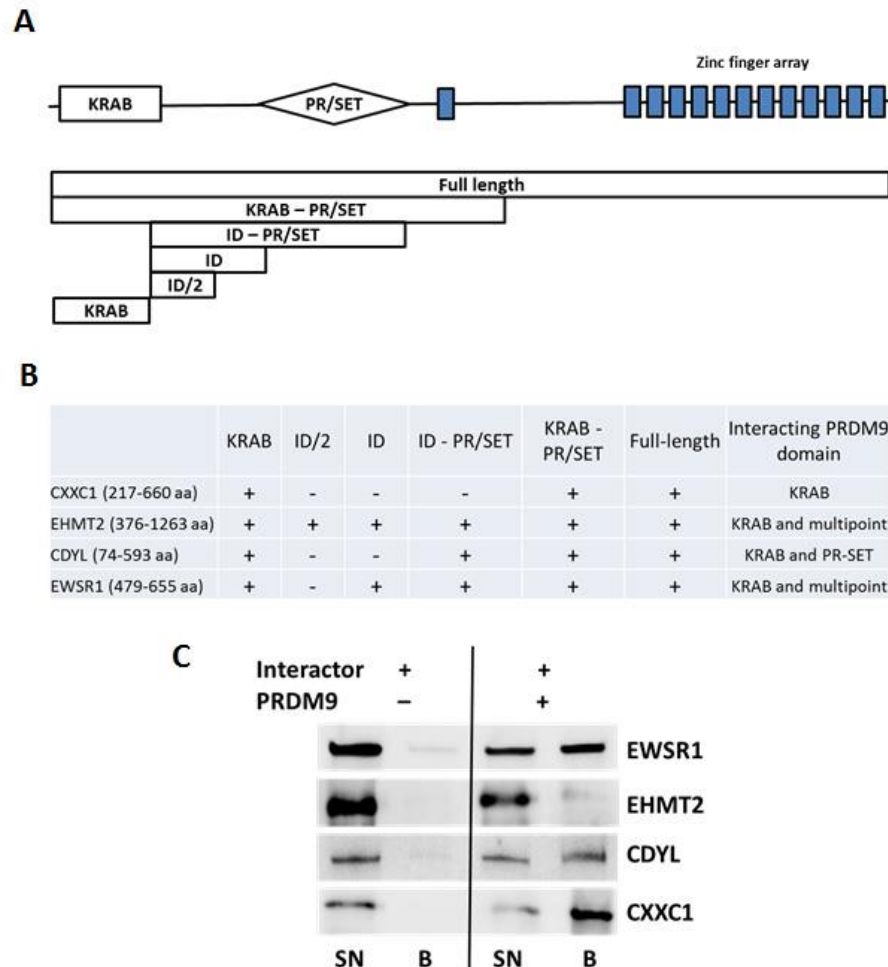 A
Zinc finger array
KRAB
PR/SET
Full length
KRAB – PR/SET
ID – PR/SET
ID
ID/2
KRAB
B
KRAB ID/2 ID ID - PR/SET KRAB - PR/SET Full-length Interacting PRDM9 domain
CXXC1 (217-660 aa) + - - - + + KRAB
EHMT2 (376-1263 aa) + + + + + + KRAB and multipoint
CDYL (74-593 aa) + - - + + + KRAB and PR-SET
EWSR1 (479-655 aa) + - + + + + KRAB and multipoint
C
Interactor + +
PRDM9 – +
EWSR1
EHMT2
CDYL
CXXC1
SN B SN B